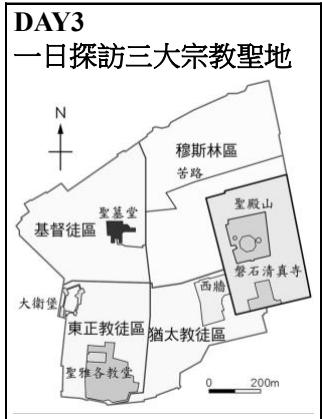 DAY3
一日探訪三大宗教聖地
N
穆斯林區
苦路
聖殿山
聖墓堂
基督徒區
磐石清真寺
西牆
大衛堡
東正教徒區
猶太教徒區
聖雅各教堂
0 200m